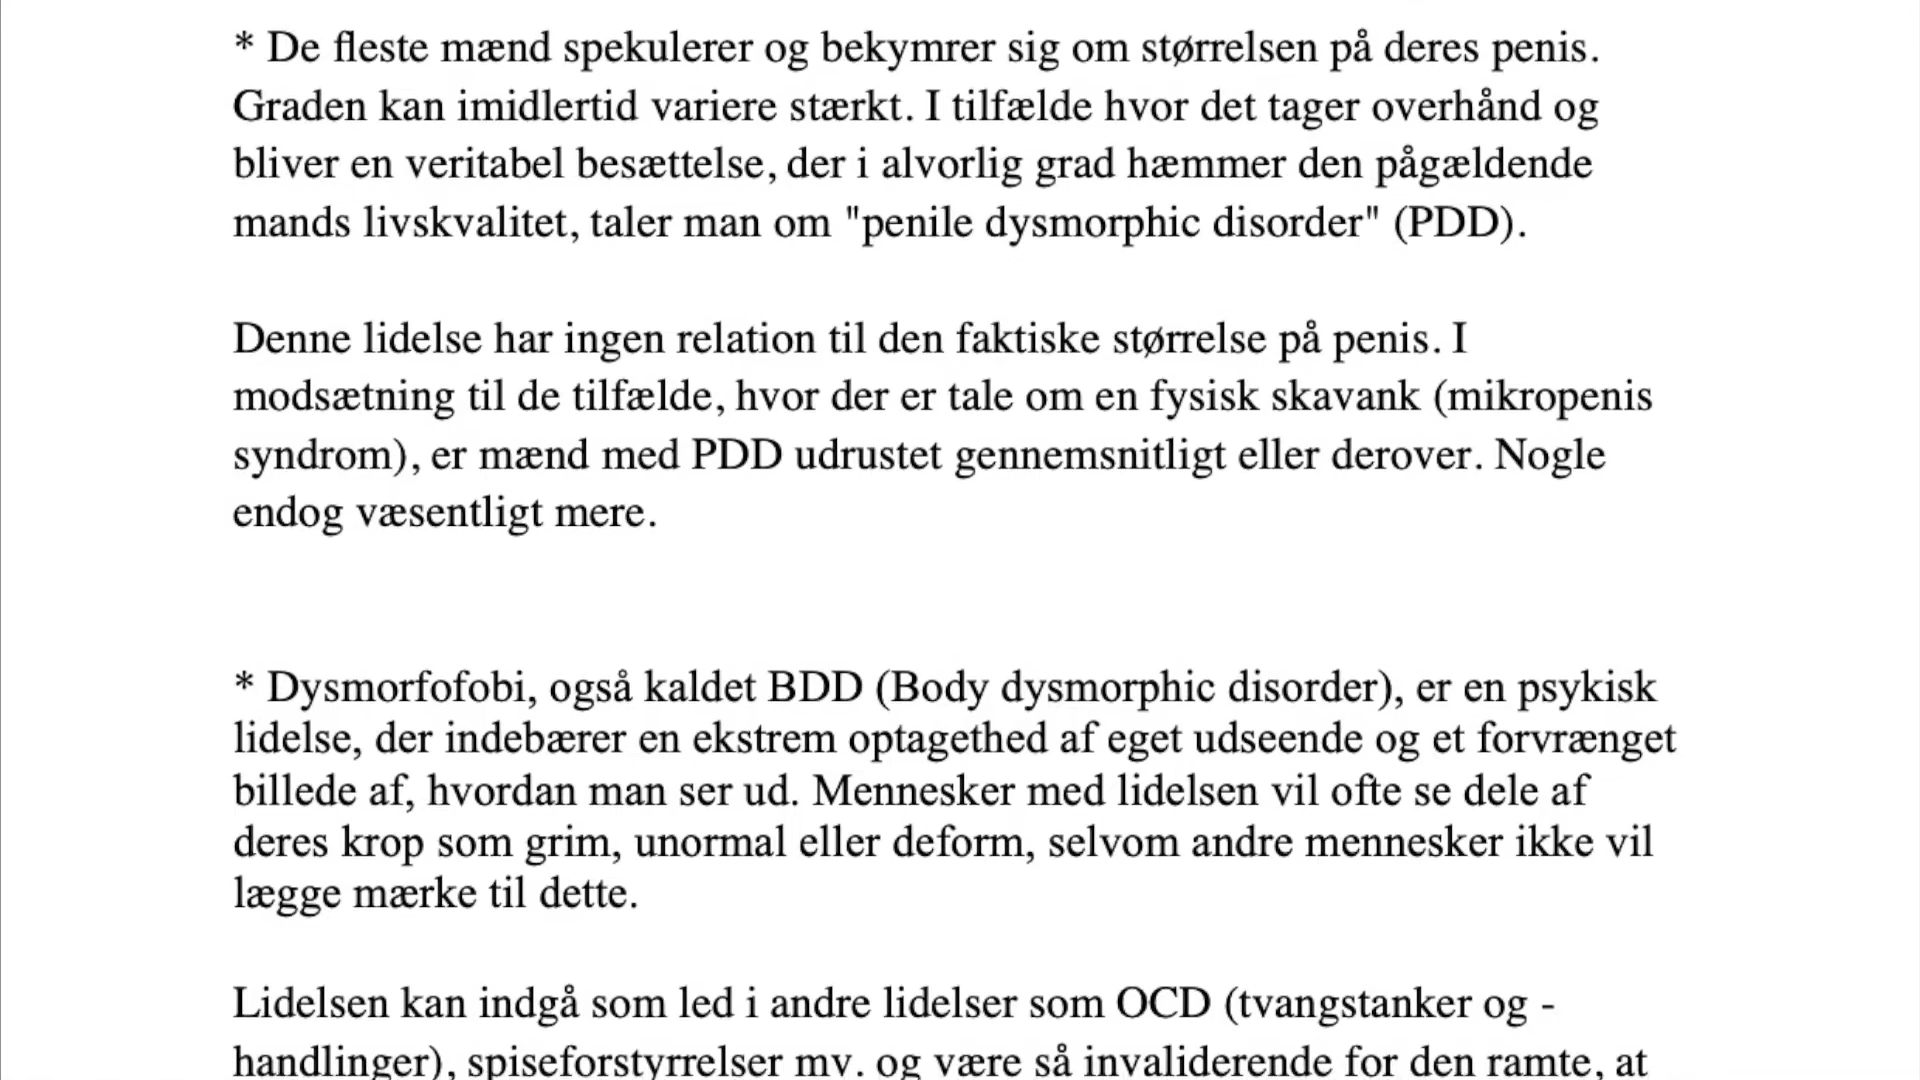 * De fleste mænd spekulerer og bekymrer sig om størrelsen på deres penis.
Graden kan imidlertid variere stærkt. I tilfælde hvor det tager overhånd og
bliver en veritabel besættelse, der i alvorlig grad hæmmer den pågældende
mands livskvalitet, taler man om "penile dysmorphic disorder" (PDD).
Denne lidelse har ingen relation til den faktiske størrelse på penis. I
modsætning til de tilfælde, hvor der er tale om en fysisk skavank (mikropenis
syndrom), er mænd med PDD udrustet gennemsnitligt eller derover. Nogle
endog væsentligt mere.
* Dysmorfofobi, også kaldet BDD (Body dysmorphic disorder), er en psykisk
lidelse, der indebærer en ekstrem optagethed af eget udseende og et forvrænget
billede af, hvordan man ser ud. Mennesker med lidelsen vil ofte se dele af
deres krop som grim, unormal eller deform, selvom andre mennesker ikke vil
lægge mærke til dette.
Lidelsen kan indgå som led i andre lidelser som OCD (tvangstanker og -
handlinger), spiseforstyrrelser mv. og være så invaliderende for den ramte, at